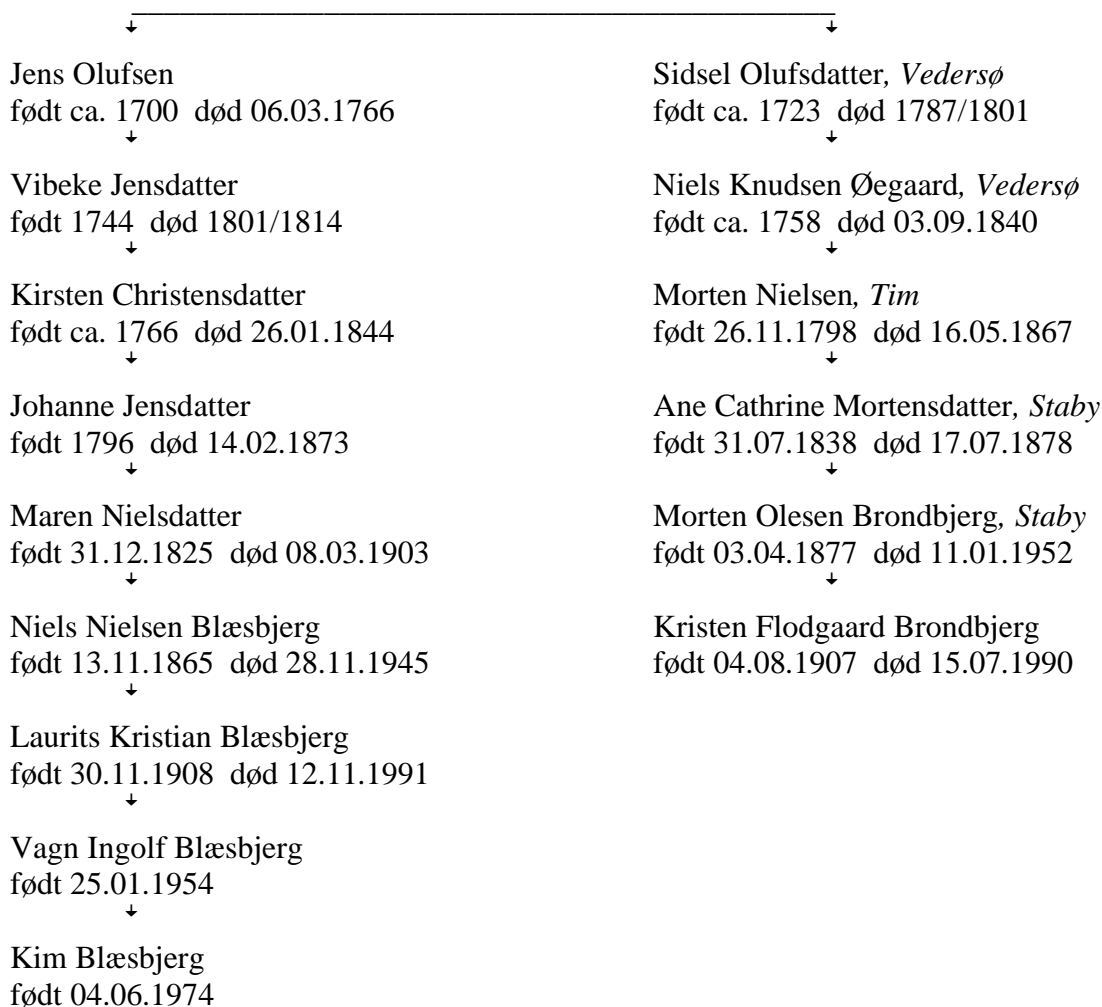 Jens Olufsen
født ca. 1700 død 06.03.1766
Vibeke Jensdatter
født 1744 død 1801/1814
Kirsten Christensdatter
født ca. 1766 død 26.01.1844
Johanne Jensdatter
født 1796 død 14.02.1873
Maren Nielsdatter
født 31.12.1825 død 08.03.1903
Niels Nielsen Blæsbjerg
født 13.11.1865 død 28.11.1945
Laurits Kristian Blæsbjerg
født 30.11.1908 død 12.11.1991
Vagn Ingolf Blæsbjerg
født 25.01.1954
Kim Blæsbjerg
født 04.06.1974
Sidsel Olufsdatter, Vedersø
født ca. 1723 død 1787/1801
Niels Knudsen Øegaard, Vedersø
født ca. 1758 død 03.09.1840
Morten Nielsen, Tim
født 26.11.1798 død 16.05.1867
Ane Cathrine Mortensdatter, Staby
født 31.07.1838 død 17.07.1878
Morten Olesen Brondbjerg, Staby
født 03.04.1877 død 11.01.1952
Kristen Flodgaard Brondbjerg
født 04.08.1907 død 15.07.1990